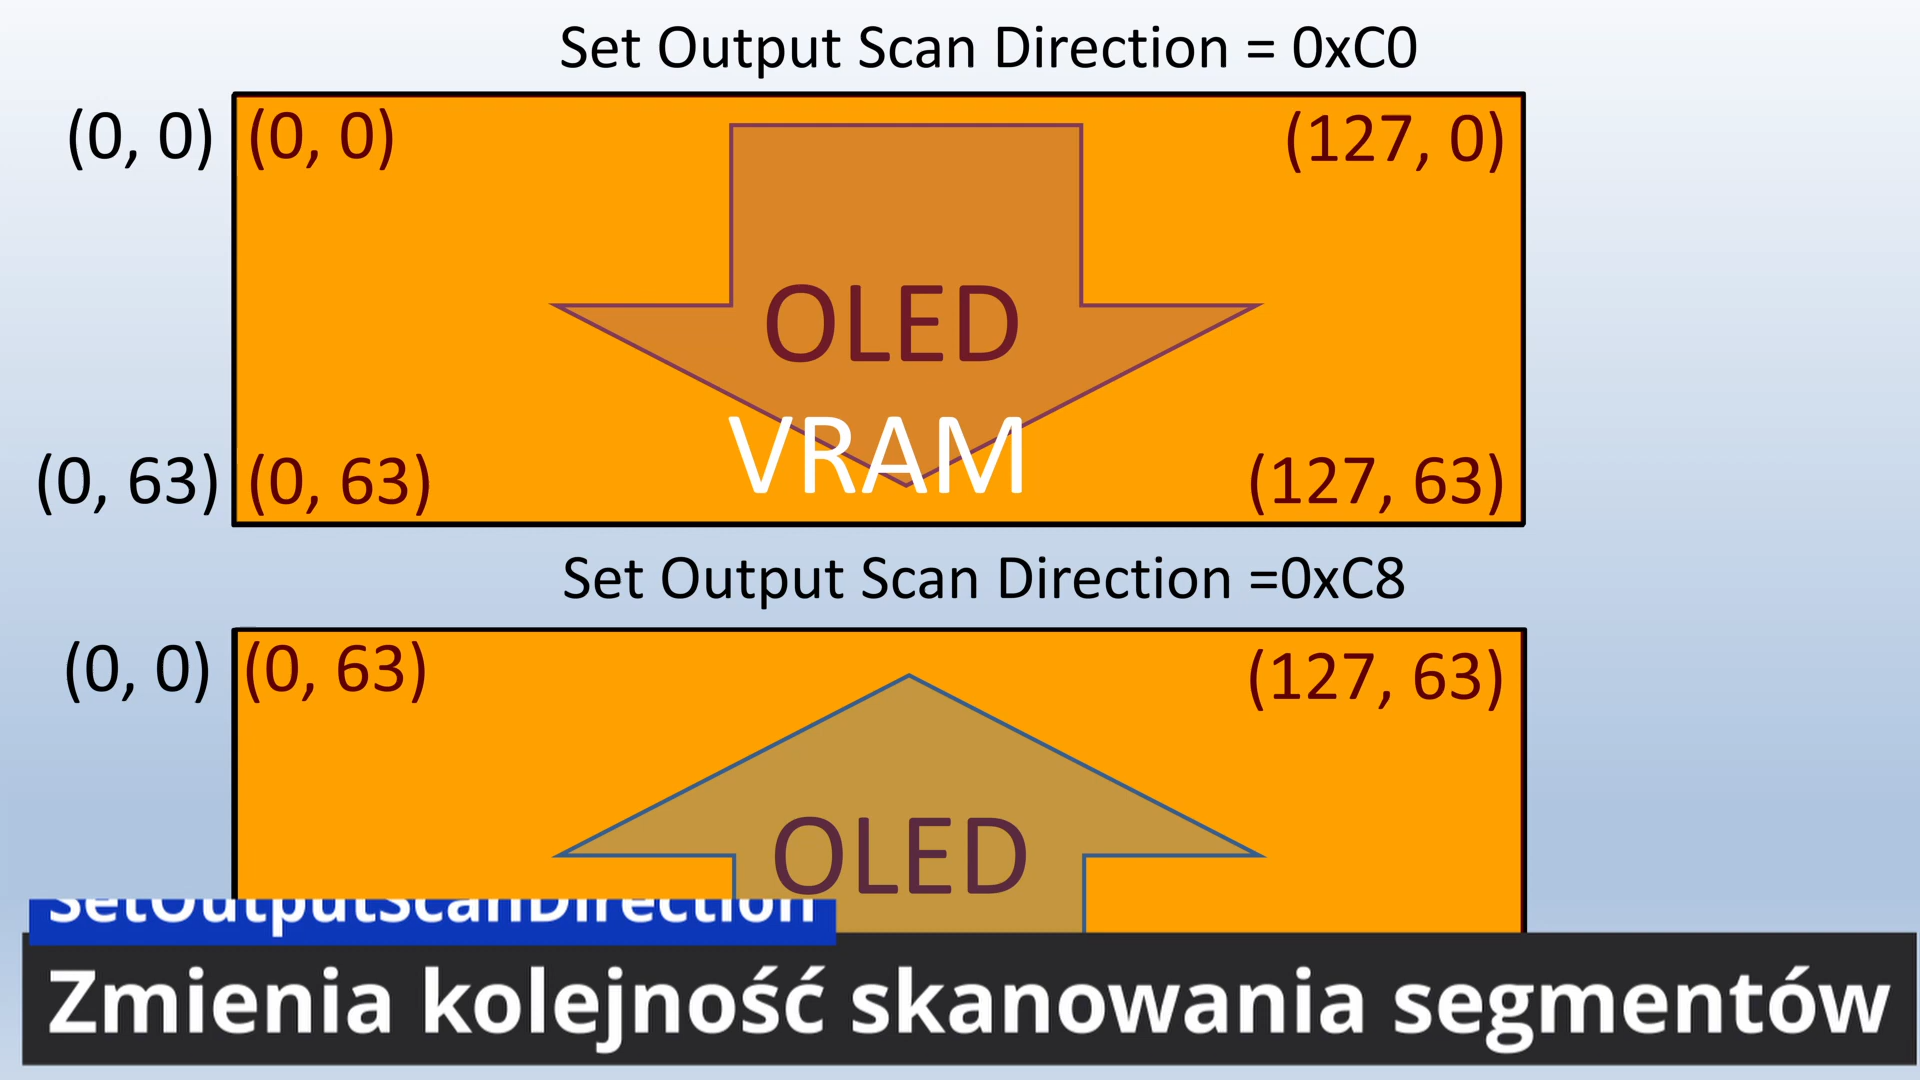 Set Output Scan Direction = 0xC0
(0, 0) (0, 0) (127, 0)
OLED
VRAM
(0, 63) (0, 63) (127, 63)
Set Output Scan Direction =0xC8
(0, 0) (0, 63) (127, 63)
OLED
SetOutputScanDirection
Zmienia kolejność skanowania segmentów